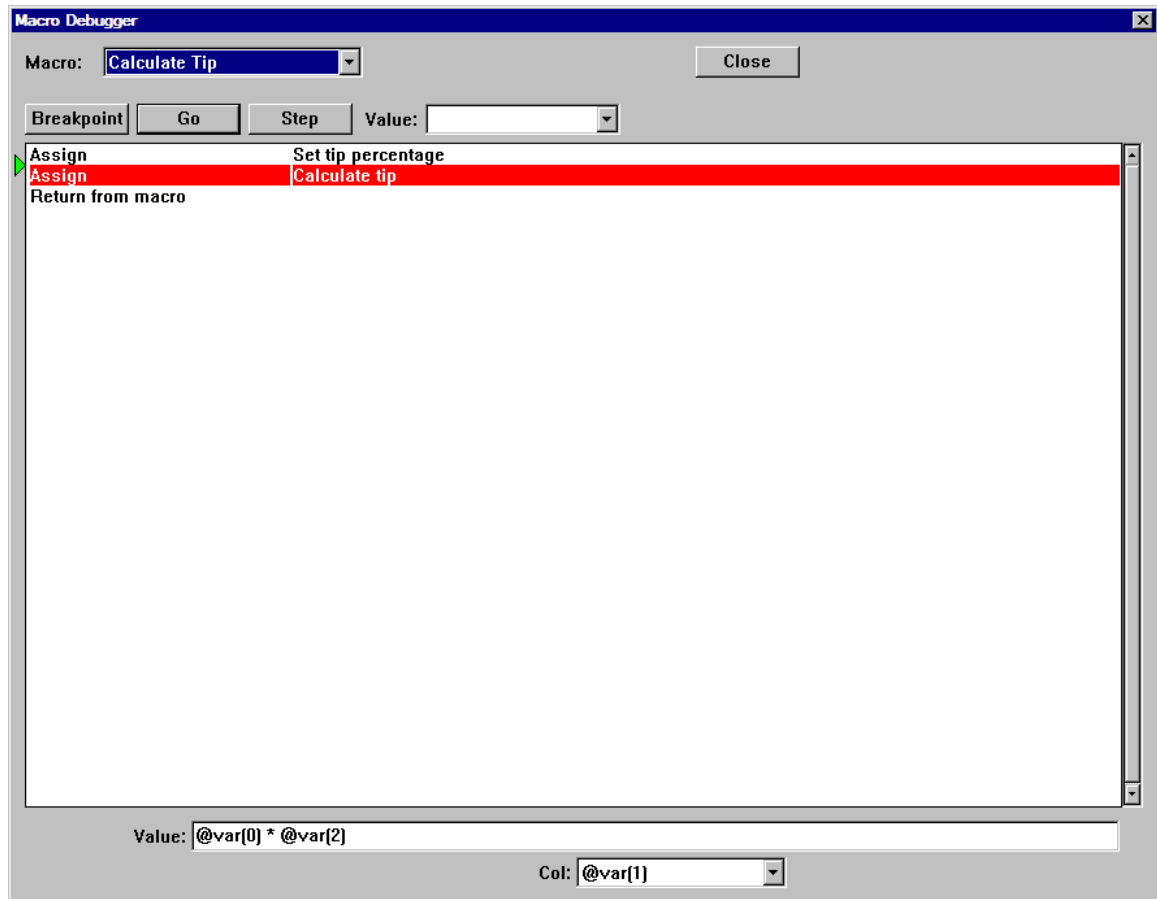 Macro Debugger
Macro: Calculate Tip Close
Breakpoint Go Step Value:
Assign Set tip percentage
Assign Calculate tip
Return from macro
Value: @var(0) * @var(2)
Col: @var(1)